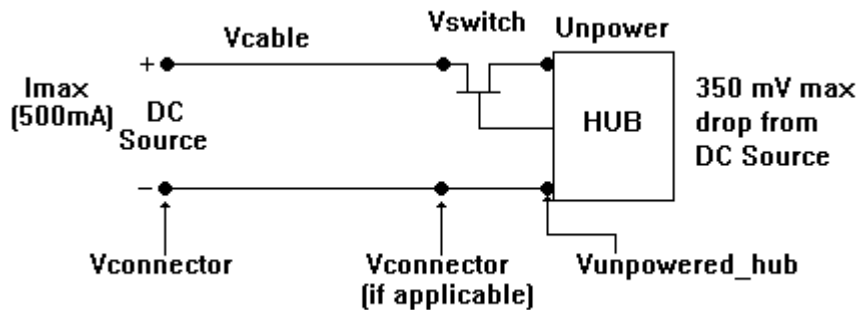 Vswitch
Unpower
Vcable
Imax
(500mA)
+
DC
Source
−
HUB
350 mV max
drop from
DC Source
Vconnector
Vconnector
(if applicable)
Vunpowered_hub